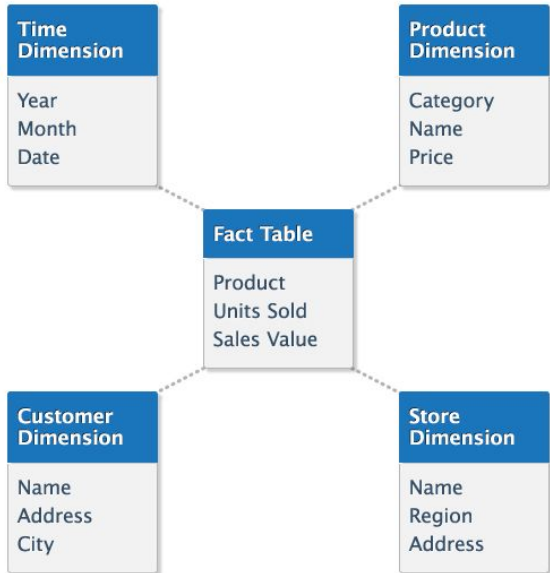 Time
Dimension
Year
Month
Date
Product
Dimension
Category
Name
Price
Fact Table
Product
Units Sold
Sales Value
Customer
Dimension
Name
Address
City
Store
Dimension
Name
Region
Address